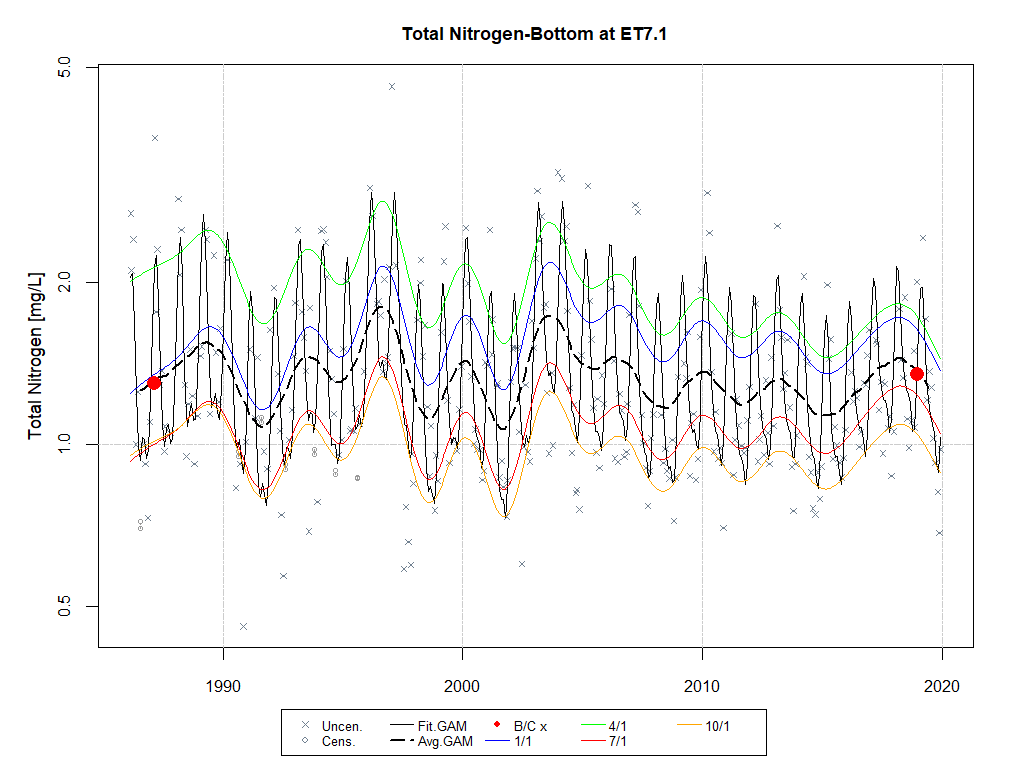 Total Nitrogen-Bottom at ET7.1
Total Nitrogen [mg/L]
5.0
2.0
1.0
0.5
1990 2000 2010 2020
Uncen. Fit.GAM B/C x 4/1 10/1
Cens. Avg.GAM 1/1 7/1